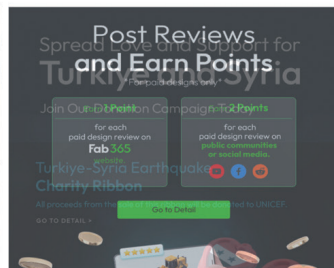 Post Reviews
Spread Love and Support for
and Earn Points
Turkiye and Syria
*For paid designs only*
Join Our Donation Campaign Today
1 Point
2 Points
for each
paid design review on
Fab365
website
for each
paid design review on
public communities
or social media.
Turkiye-Syria Earthquake
Charity Ribbon
All proceeds from the sale of this will be donated to UNICEF.
Go to Detail
GO TO DETAIL